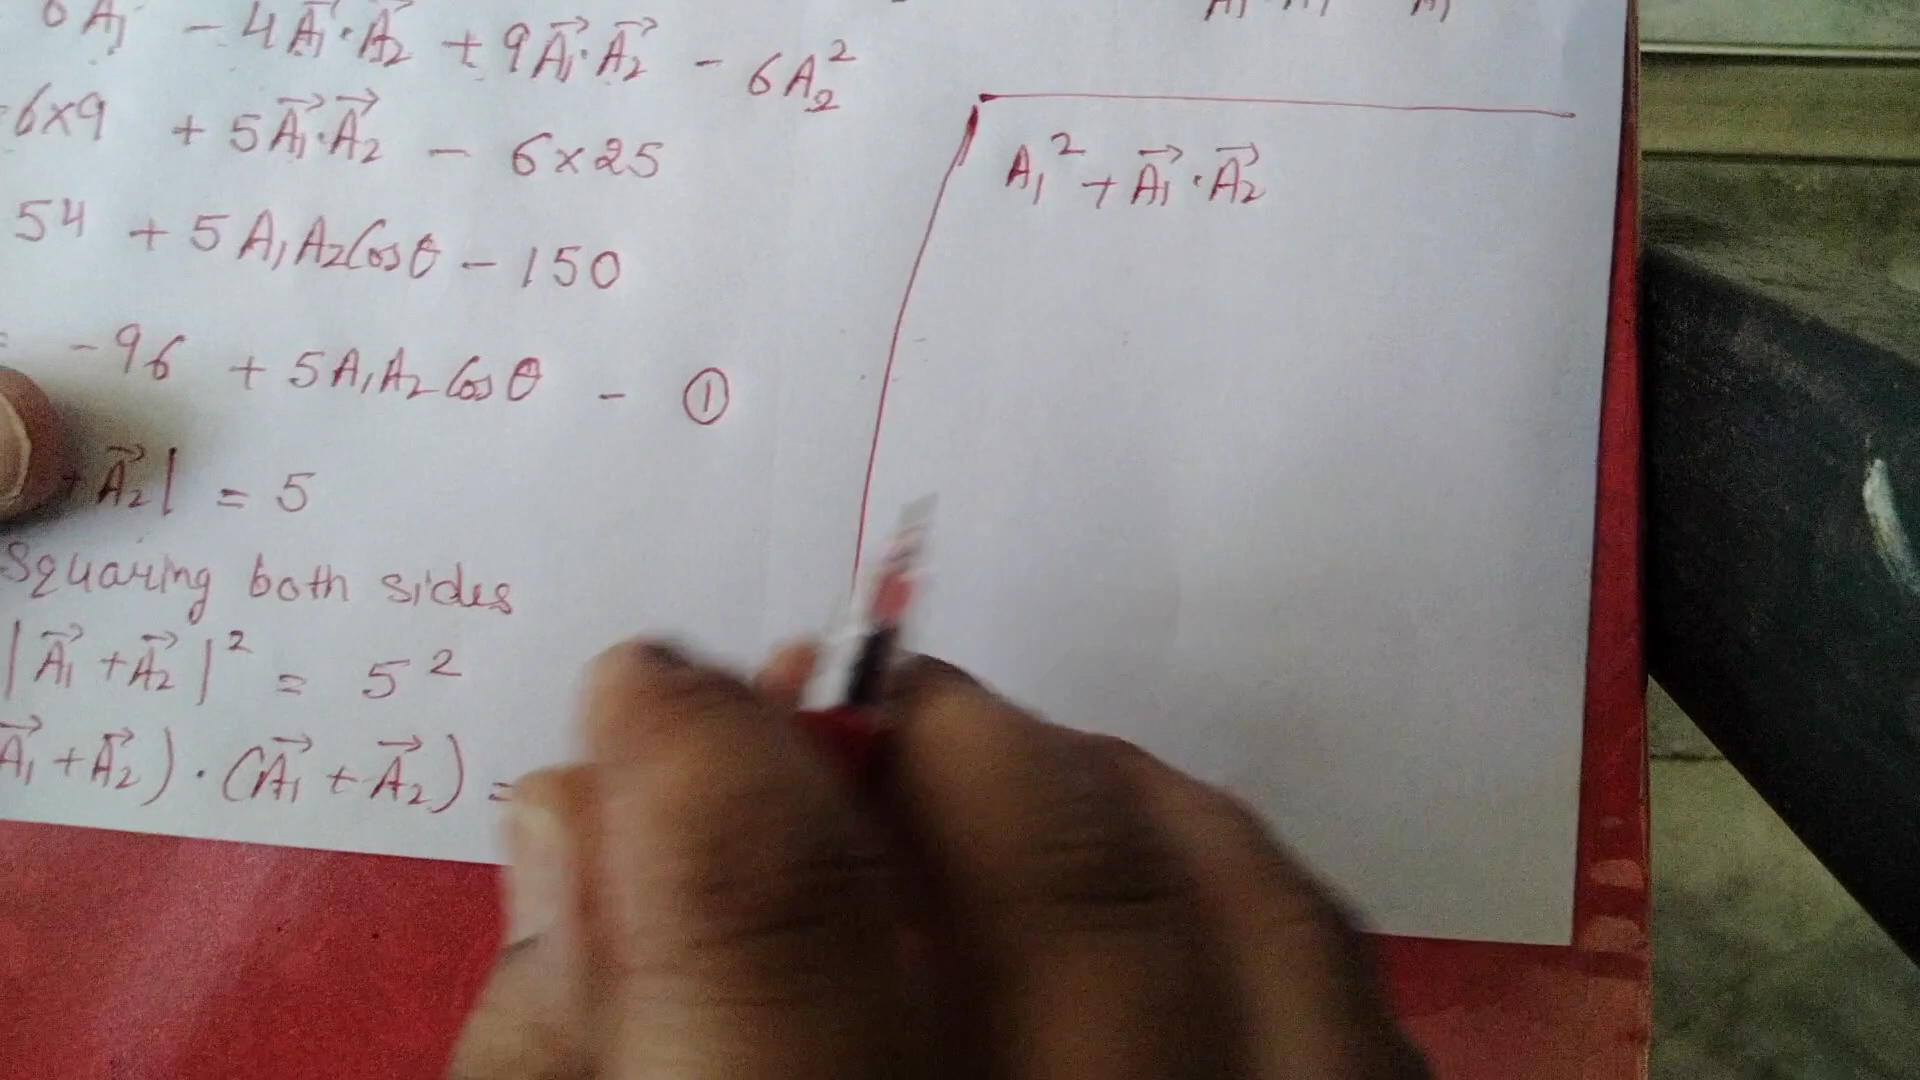 6A₁² - 4A⃗₁·A⃗₂ + 9A⃗₁·A⃗₂ - 6A₂²
=6×9 + 5A⃗₁·A⃗₂ - 6×25
54 + 5A₁A₂Cosθ - 150
= -96 + 5A₁A₂Cosθ - ①
+ A⃗₂| = 5
Squaring both sides
|A⃗₁ + A⃗₂|² = 5²
A⃗₁ + A⃗₂)·(A⃗₁ + A⃗₂) =
A₁² + A⃗₁·A⃗₂